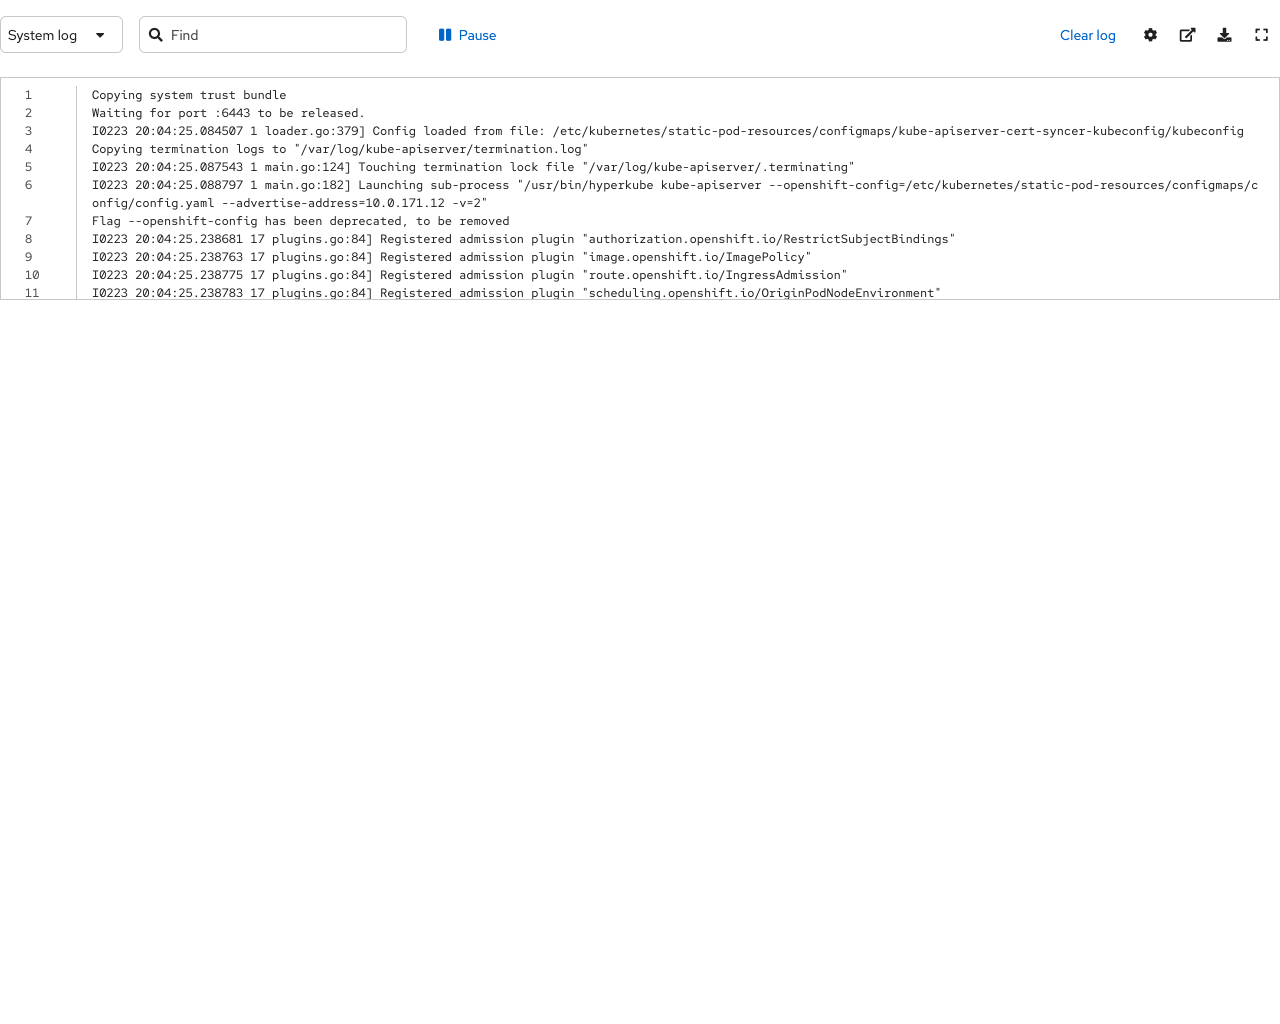 System log
Find
Pause
Clear log
1 Copying system trust bundle
2 Waiting for port :6443 to be released.
3 I0223 20:04:25.084507 1 loader.go:379] Config loaded from file: /etc/kubernetes/static-pod-resources/configmaps/kube-apiserver-cert-syncer-kubeconfig/kubeconfig
4 Copying termination logs to "/var/log/kube-apiserver/termination.log"
5 I0223 20:04:25.087543 1 main.go:124] Touching termination lock file "/var/log/kube-apiserver/.terminating"
6 I0223 20:04:25.088797 1 main.go:182] Launching sub-process "/usr/bin/hyperkube kube-apiserver --openshift-config=/etc/kubernetes/static-pod-resources/configmaps/c
onfig/config.yaml --advertise-address=10.0.171.12 -v=2"
7 Flag --openshift-config has been deprecated, to be removed
8 I0223 20:04:25.238681 17 plugins.go:84] Registered admission plugin "authorization.openshift.io/RestrictSubjectBindings"
9 I0223 20:04:25.238763 17 plugins.go:84] Registered admission plugin "image.openshift.io/ImagePolicy"
10 I0223 20:04:25.238775 17 plugins.go:84] Registered admission plugin "route.openshift.io/IngressAdmission"
11 I0223 20:04:25.238783 17 plugins.go:84] Registered admission plugin "scheduling.openshift.io/OriginPodNodeEnvironment"